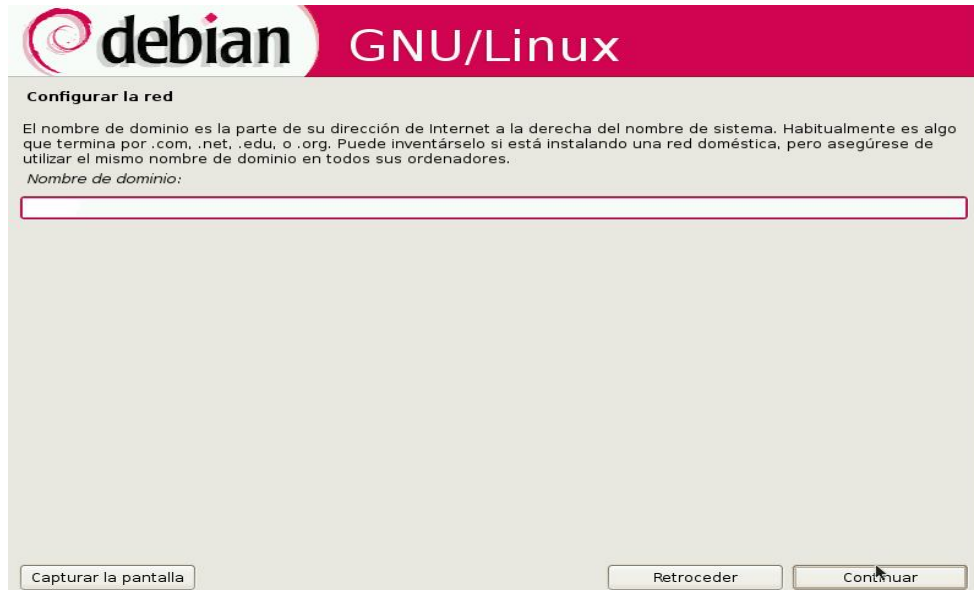 debian GNU/Linux
Configurar la red
El nombre de dominio es la parte de su dirección de Internet a la derecha del nombre de sistema. Habitualmente es algo
que termina por .com, .net, .edu, o .org. Puede inventárselo si está instalando una red doméstica, pero asegúrese de
utilizar el mismo nombre de dominio en todos sus ordenadores.
Nombre de dominio:
Capturar la pantalla Retroceder Continuar